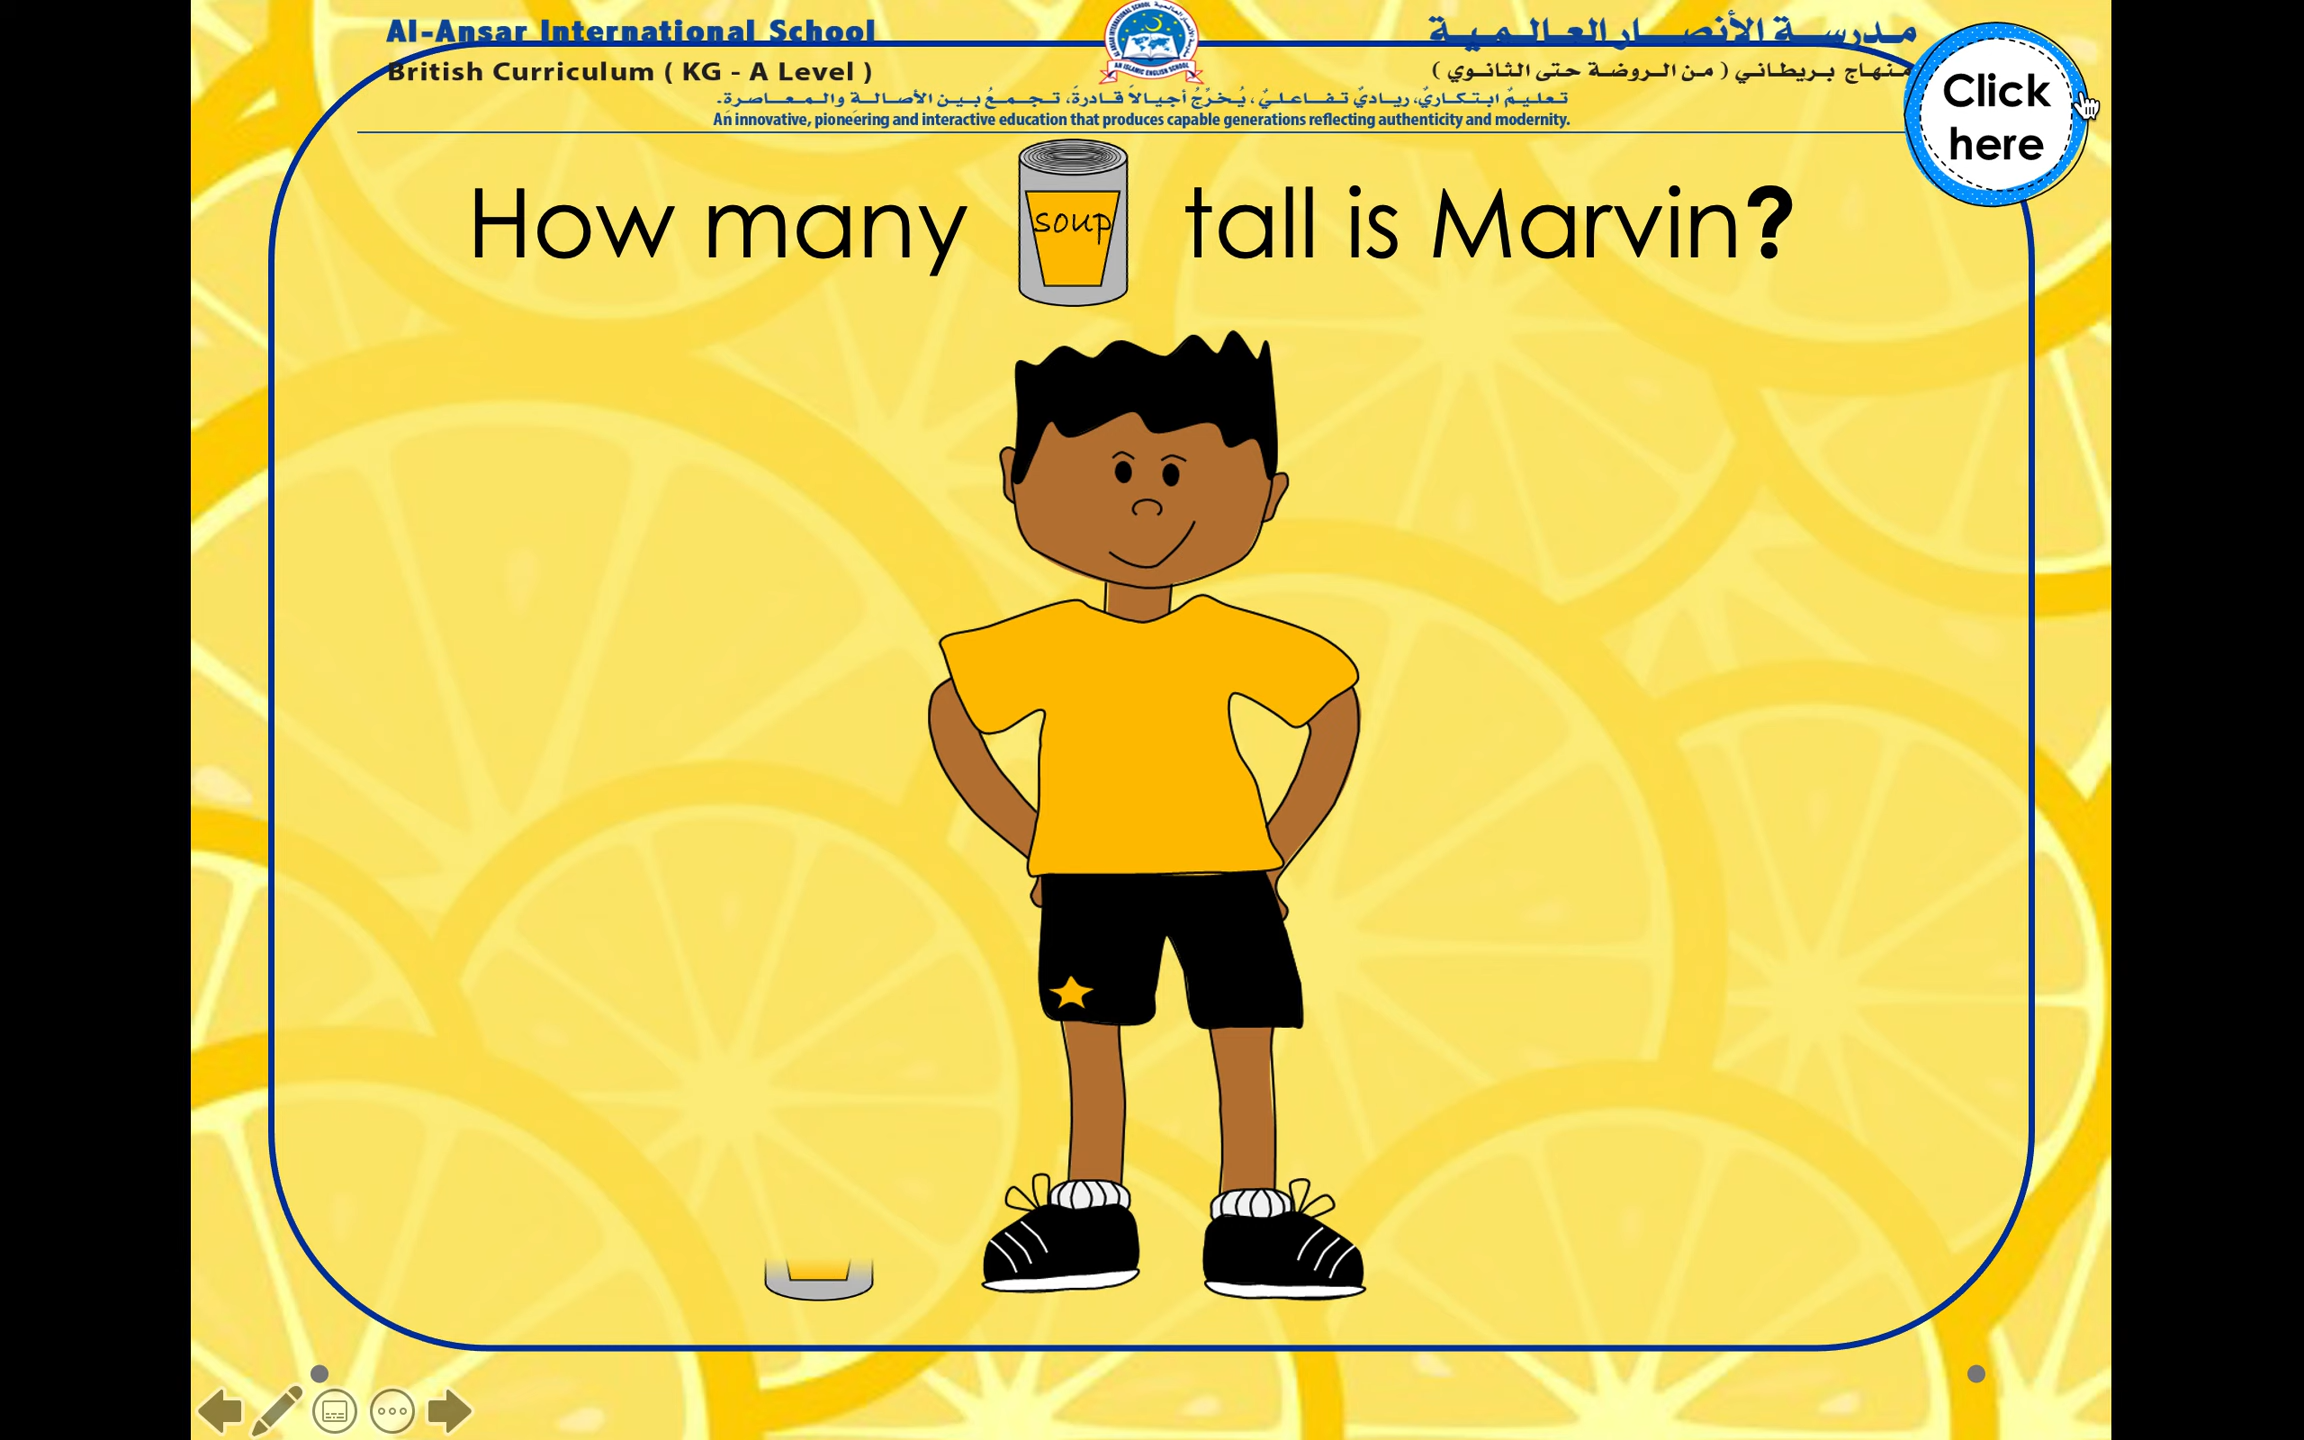 Al-Ansar International School
British Curriculum ( KG - A Level )
مدرسة الأنصار العالمية
منهاج بريطاني ( من الروضة حتى الثانوي )
تعليمٌ ابتكاريٌ، رياديٌ تفاعليٌ، يُخرِّجُ أجيالاً قادرةً، تجمعُ بين الأصالة والمعاصرة.
An innovative, pioneering and interactive education that produces capable generations reflecting authenticity and modernity.
Click
here
How many soup tall is Marvin?